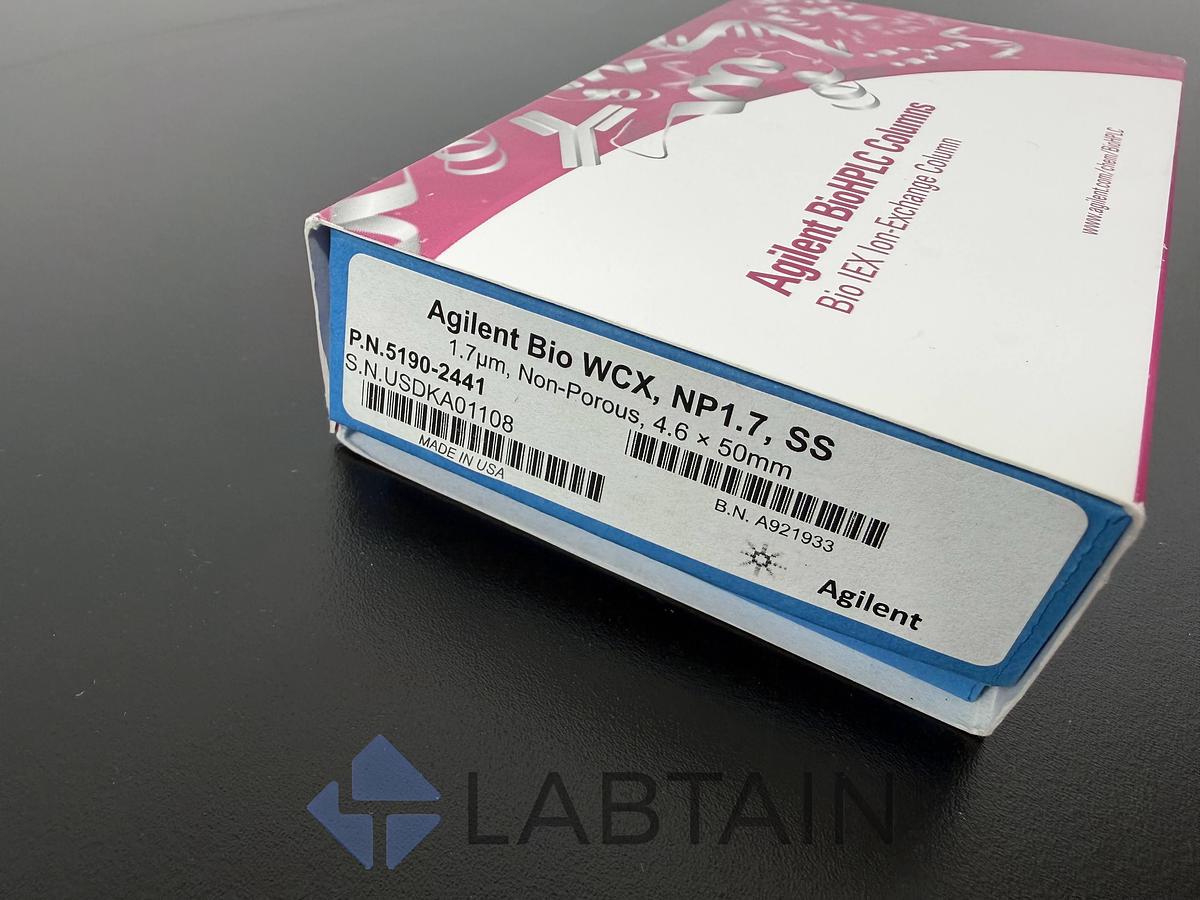 Agilent BioHPLC Columns
Bio IEX Ion-Exchange Column
www.agilent.com/chem/BioHPLC
Agilent Bio WCX, NP1.7, SS
1.7µm, Non-Porous, 4.6 × 50mm
P.N.5190-2441
S.N.USDKA01108
MADE IN USA
B.N. A921933
Agilent
LABTAIN